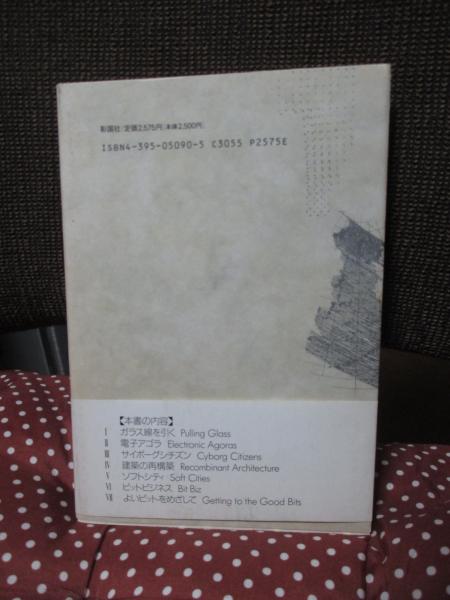 彰国社/定価2,575円[本体2,500円]
ISBN4-395-05090-5 C3055 P2575E
【本書の内容】
I ガラス線を引く Pulling Glass
II 電子アゴラ Electronic Agoras
III サイボーグシチズン Cyborg Citizens
IV 建築の再構築 Recombinant Architecture
V ソフトシティ Soft Cities
VI ビットビジネス Bit Biz
VII よいビットをめざして Getting to the Good Bits